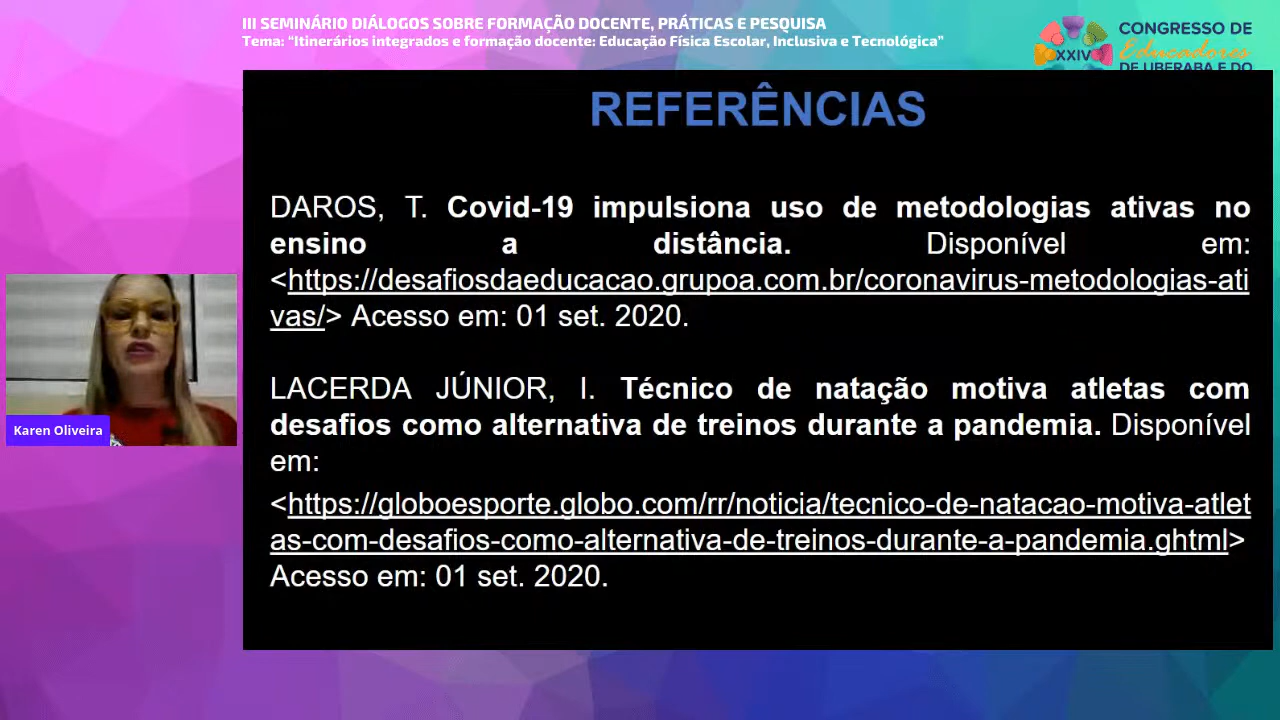 III SEMINÁRIO DIÁLOGOS SOBRE FORMAÇÃO DOCENTE, PRÁTICAS E PESQUISA
Tema: “Itinerários integrados e formação docente: Educação Física Escolar, Inclusiva e Tecnológica”
XXIV
CONGRESSO DE
Educadores
DE UBERABA E DO
REFERÊNCIAS
DAROS, T. Covid-19 impulsiona uso de metodologias ativas no
ensino a distância. Disponível em:
<https://desafiosdaeducacao.grupoa.com.br/coronavirus-metodologias-ati
vas/> Acesso em: 01 set. 2020.
LACERDA JÚNIOR, I. Técnico de natação motiva atletas com
desafios como alternativa de treinos durante a pandemia. Disponível
em:
<https://globoesporte.globo.com/rr/noticia/tecnico-de-natacao-motiva-atlet
as-com-desafios-como-alternativa-de-treinos-durante-a-pandemia.ghtml>
Acesso em: 01 set. 2020.
Karen Oliveira